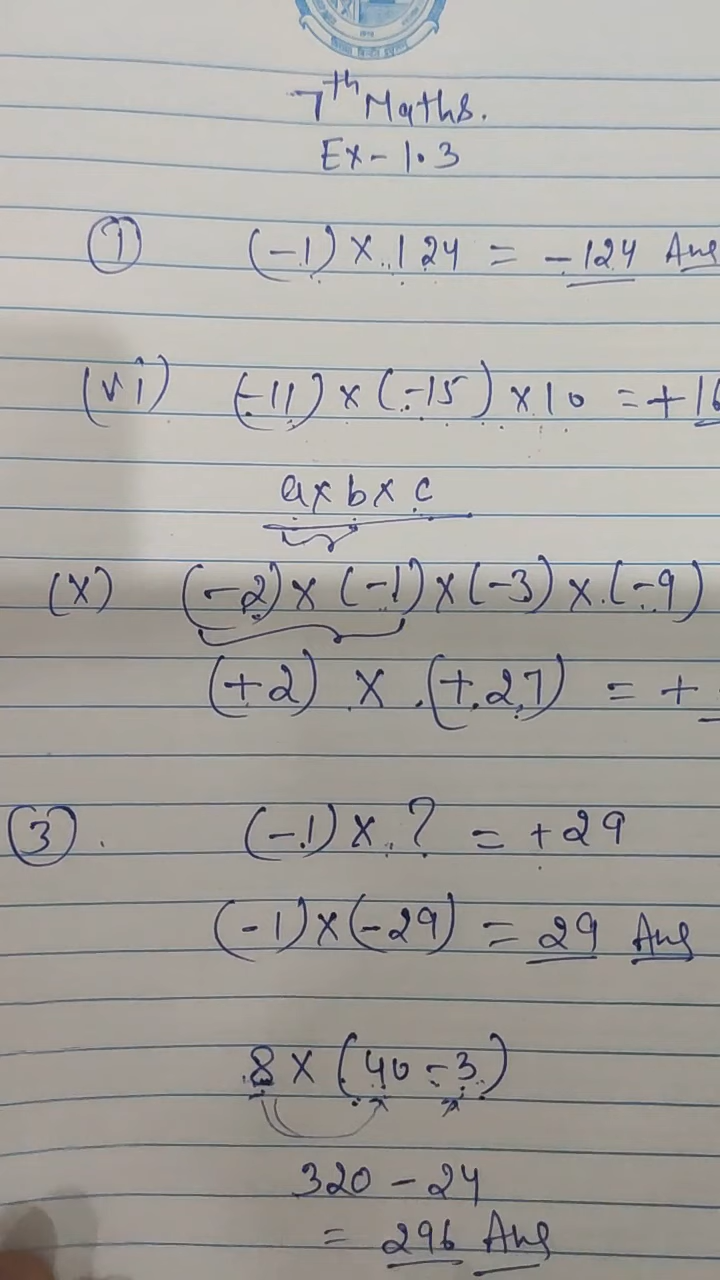 7th Maths.
Ex - 1.3
① (-1) × 124 = -124 Ans
(vi) (-11) × (-15) × 10 = +16
a × b × c
(x) (-2) × (-1) × (-3) × (-9)
(+2) × (+27) = +
③. (-1) × ? = +29
(-1) × (-29) = 29 Ans
8 × (40 - 3)
320 - 24
= 296 Ans